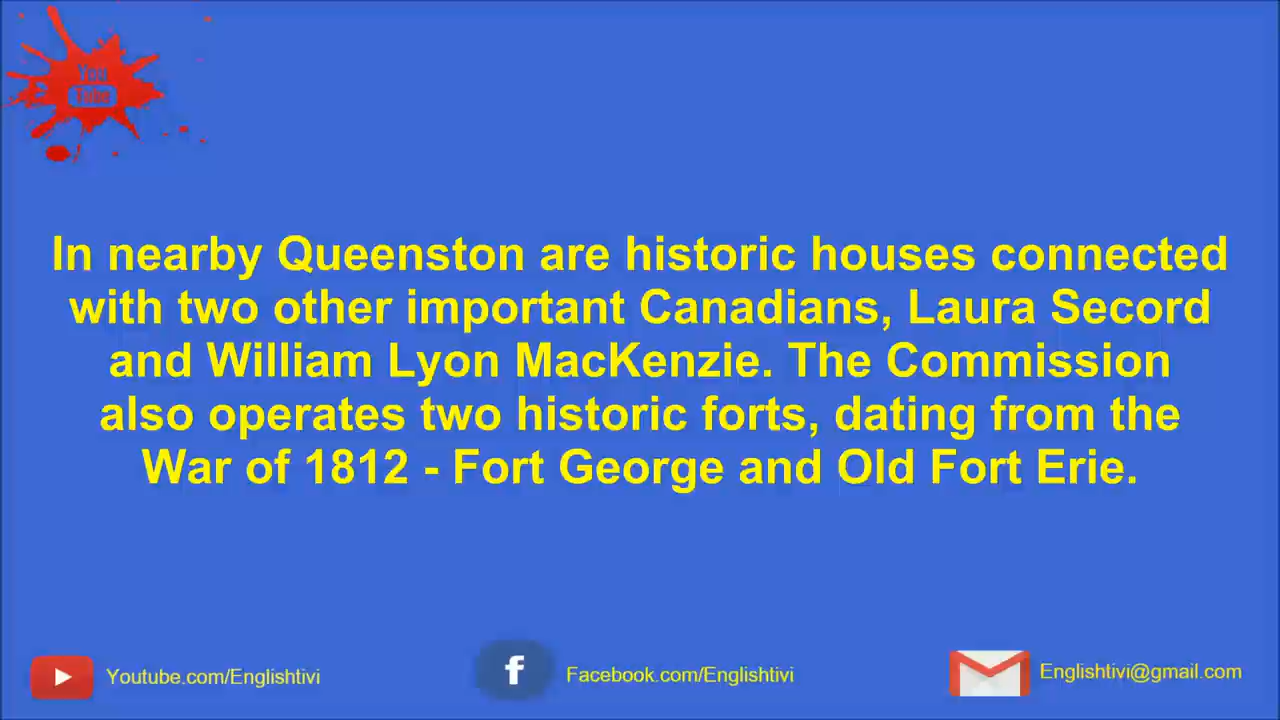 You
Tube
In nearby Queenston are historic houses connected
with two other important Canadians, Laura Secord
and William Lyon MacKenzie. The Commission
also operates two historic forts, dating from the
War of 1812 - Fort George and Old Fort Erie.
Youtube.com/Englishtivi
f
Facebook.com/Englishtivi
Englishtivi@gmail.com